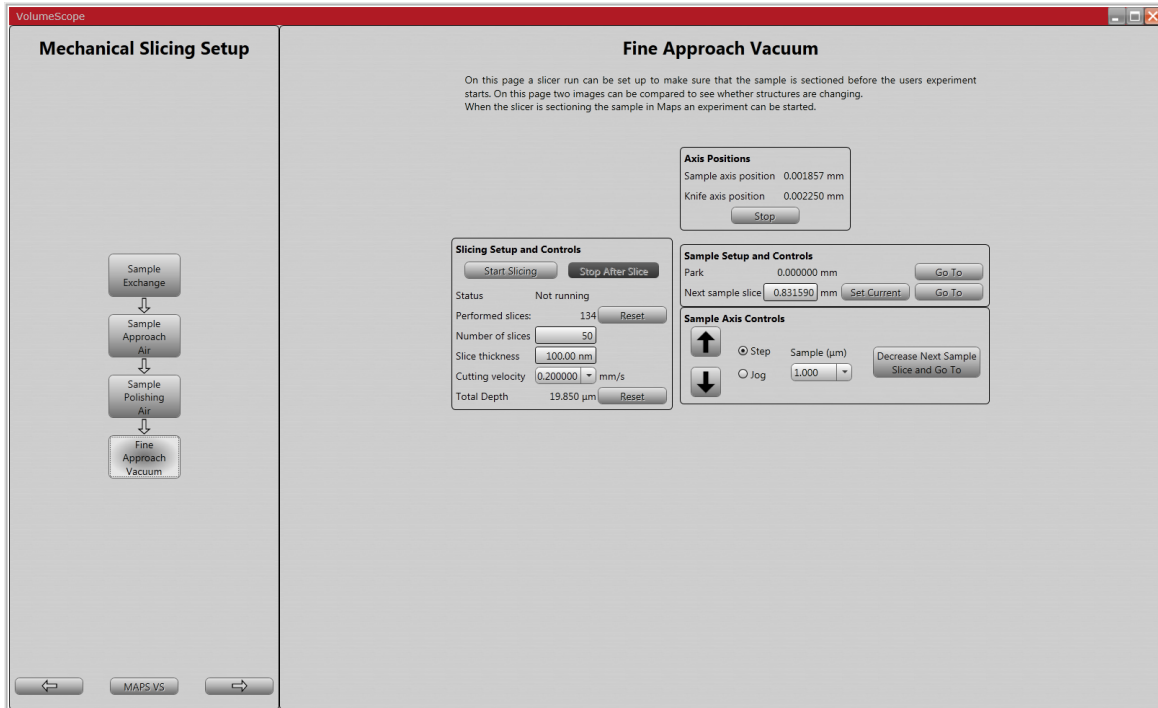 VolumeScope
Mechanical Slicing Setup
Sample
Exchange
Sample
Approach
Air
Sample
Polishing
Air
Fine
Approach
Vacuum
MAPS VS
Fine Approach Vacuum
On this page a slicer run can be set up to make sure that the sample is sectioned before the users experiment
starts. On this page two images can be compared to see whether structures are changing.
When the slicer is sectioning the sample in Maps an experiment can be started.
Axis Positions
Sample axis position 0.001857 mm
Knife axis position 0.002250 mm
Stop
Slicing Setup and Controls
Start Slicing Stop After Slice
Status Not running
Performed slices: 134 Reset
Number of slices 50
Slice thickness 100.00 nm
Cutting velocity 0.200000 mm/s
Total Depth 19.850 µm Reset
Sample Setup and Controls
Park 0.000000 mm Go To
Next sample slice 0.831590 mm Set Current Go To
Sample Axis Controls
Step Sample (µm)
Jog 1.000
Decrease Next Sample
Slice and Go To